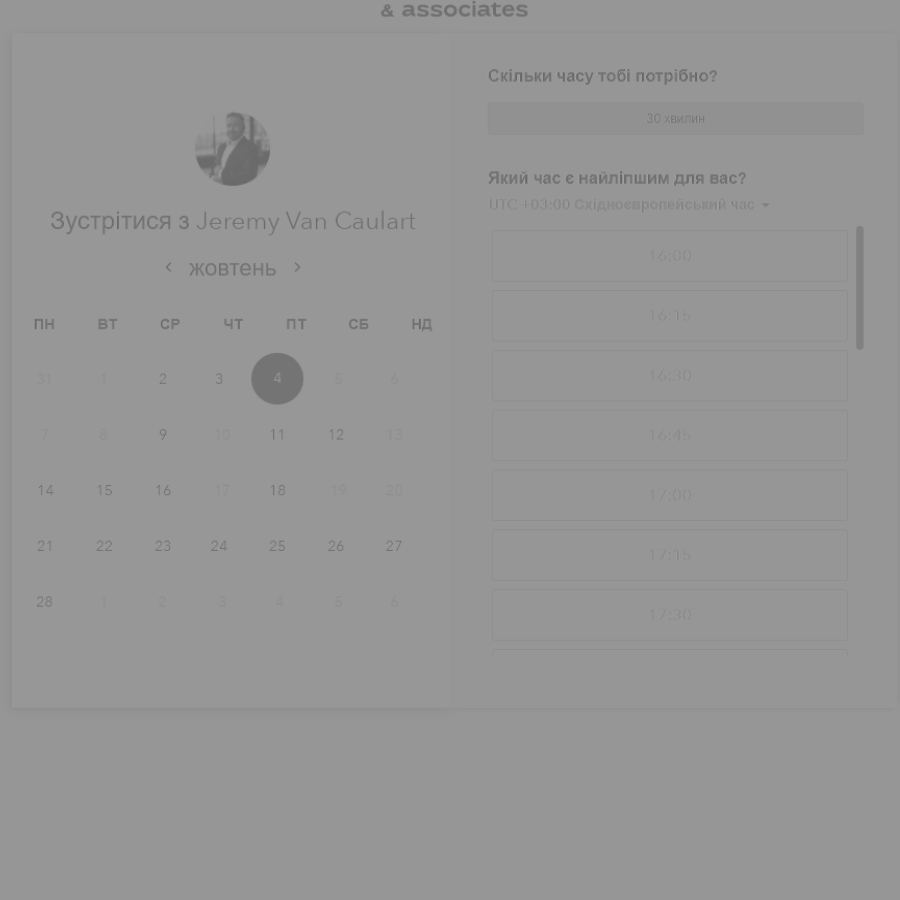 & associates
Зустрітися з Jeremy Van Caulart
жовтень
ПН ВТ СР ЧТ ПТ СБ НД
31 1 2 3 4 5 6
7 8 9 10 11 12 13
14 15 16 17 18 19 20
21 22 23 24 25 26 27
28 1 2 3 4 5 6
Скільки часу тобі потрібно?
30 хвилин
Який час є найліпшим для вас?
UTC +03:00 Східноєвропейський час
16:00
16:15
16:30
16:45
17:00
17:15
17:30